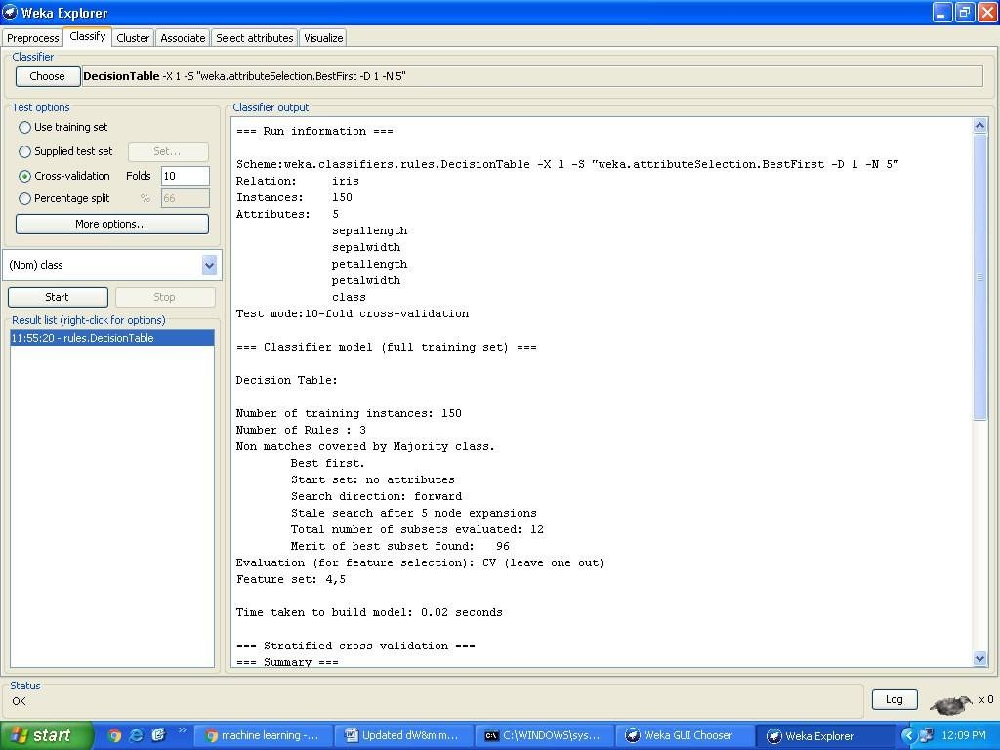 Weka Explorer
Preprocess Classify Cluster Associate Select attributes Visualize
Classifier
Choose DecisionTable -X 1 -S "weka.attributeSelection.BestFirst -D 1 -N 5"
Test options
Use training set
Supplied test set Set...
Cross-validation Folds 10
Percentage split % 66
More options...
(Nom) class
Start Stop
Result list (right-click for options)
11:55:20 - rules.DecisionTable
Classifier output
=== Run information ===
Scheme:weka.classifiers.rules.DecisionTable -X 1 -S "weka.attributeSelection.BestFirst -D 1 -N 5"
Relation: iris
Instances: 150
Attributes: 5
sepallength
sepalwidth
petallength
petalwidth
class
Test mode:10-fold cross-validation
=== Classifier model (full training set) ===
Decision Table:
Number of training instances: 150
Number of Rules : 3
Non matches covered by Majority class.
Best first.
Start set: no attributes
Search direction: forward
Stale search after 5 node expansions
Total number of subsets evaluated: 12
Merit of best subset found: 96
Evaluation (for feature selection): CV (leave one out)
Feature set: 4,5
Time taken to build model: 0.02 seconds
=== Stratified cross-validation ===
=== Summary ===
Status
OK
Log x 0
start machine learning -... Updated dW&m m... C:\WINDOWS\sys... Weka GUI Chooser Weka Explorer 12:09 PM